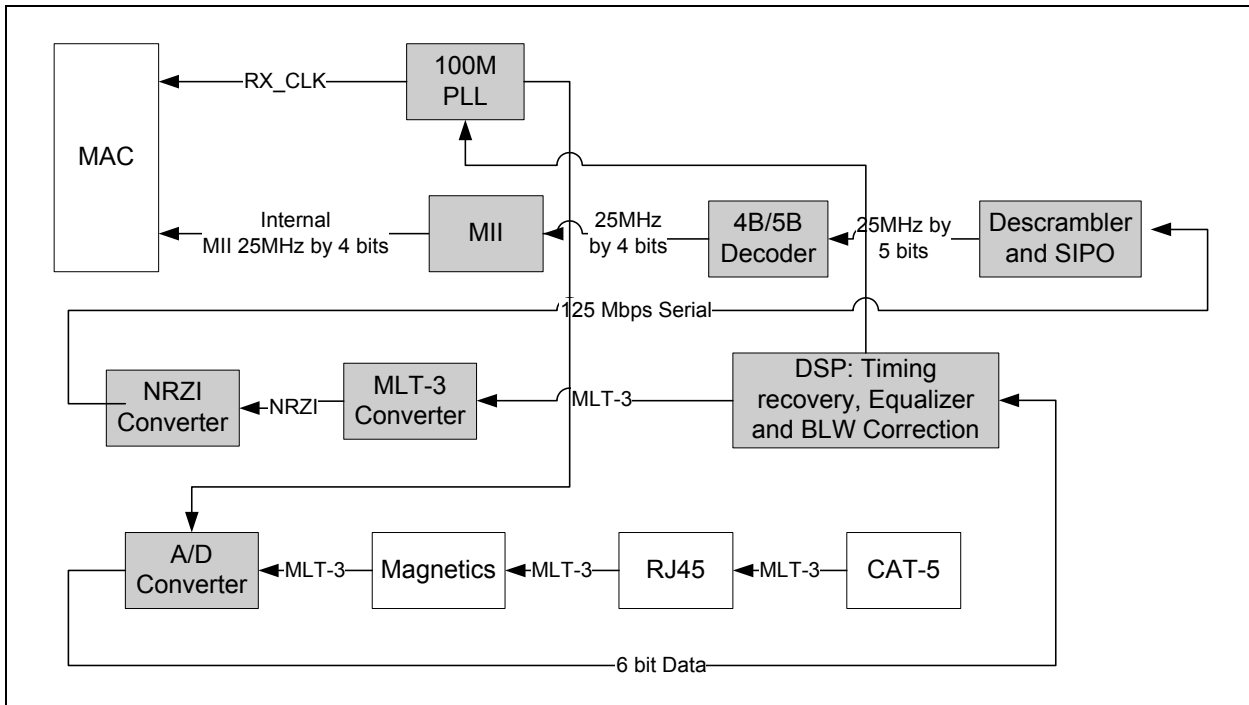 RX_CLK
100M
PLL
MAC
Internal
MII 25MHz by 4 bits
MII
25MHz
by 4 bits
4B/5B
Decoder
25MHz by
5 bits
Descrambler
and SIPO
125 Mbps Serial
NRZI
Converter
NRZI
MLT-3
Converter
MLT-3
DSP: Timing
recovery, Equalizer
and BLW Correction
A/D
Converter
MLT-3
Magnetics
MLT-3
RJ45
MLT-3
CAT-5
6 bit Data